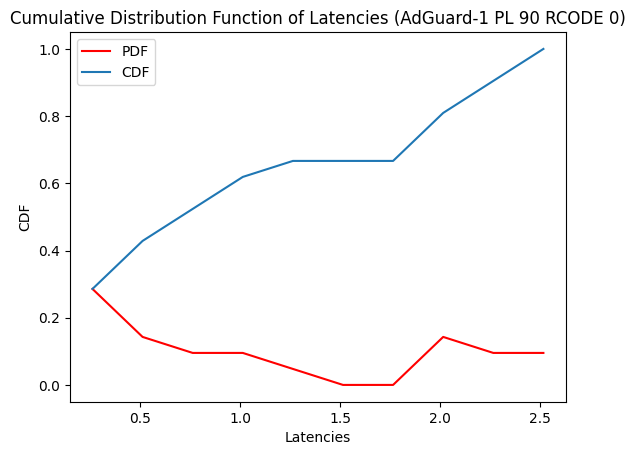 Cumulative Distribution Function of Latencies (AdGuard-1 PL 90 RCODE 0)
PDF
CDF
1.0
0.8
0.6
0.4
0.2
0.0
CDF
0.5
1.0
1.5
2.0
2.5
Latencies